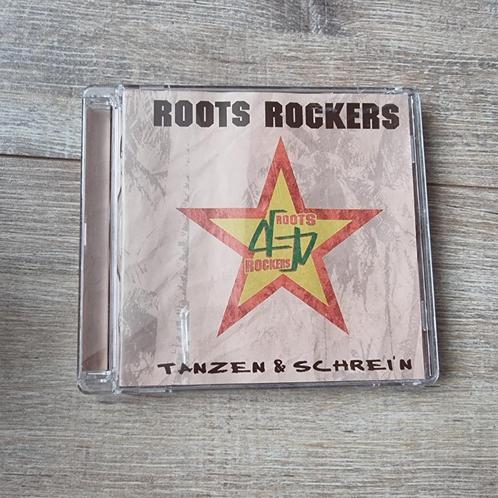 ROOTS ROCKERS
ROOTS
ROCKERS
TANZEN & SCHREI'N